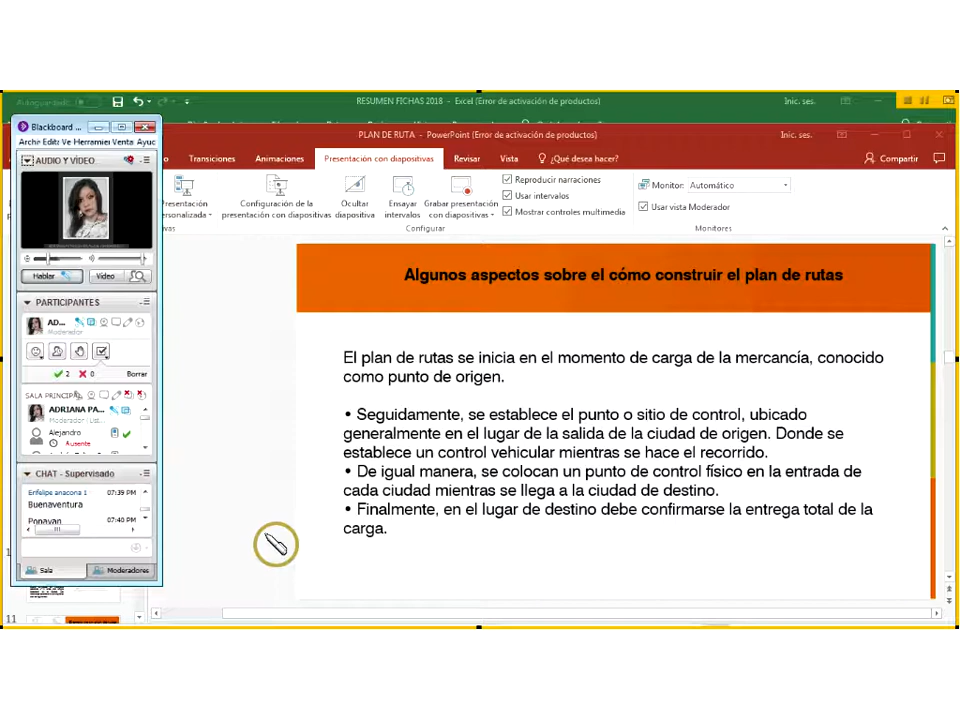 RESUMEN FICHAS 2018 - Excel (Error de activación de productos)
Inic. ses.
PLAN DE RUTA - PowerPoint (Error de activación de productos)
Inic. ses.
Blackboard ...
Transiciones Animaciones Presentación con diapositivas Revisar Vista ¿Qué desea hacer? Compartir
AUDIO Y VÍDEO
Configuración de la
presentación con diapositivas
Ocultar
diapositiva
Ensayar
intervalos
Grabar presentación
con diapositivas
Reproducir narraciones
Usar intervalos
Mostrar controles multimedia
Configurar
Monitor: Automático
Usar vista Moderador
Monitores
Hablar Vídeo
PARTICIPANTES
AD...
Moderador
2 0 Borrar
ADRIANA PA...
Alejandro
Ausente
CHAT - Supervisado
Enfelipe anacona 1 07:39 PM
Buenaventura
Popayan 07:40 PM
Sala Moderadores
11
Algunos aspectos sobre el cómo construir el plan de rutas
El plan de rutas se inicia en el momento de carga de la mercancía, conocido
como punto de origen.
• Seguidamente, se establece el punto o sitio de control, ubicado
generalmente en el lugar de la salida de la ciudad de origen. Donde se
establece un control vehicular mientras se hace el recorrido.
• De igual manera, se colocan un punto de control físico en la entrada de
cada ciudad mientras se llega a la ciudad de destino.
• Finalmente, en el lugar de destino debe confirmarse la entrega total de la
carga.